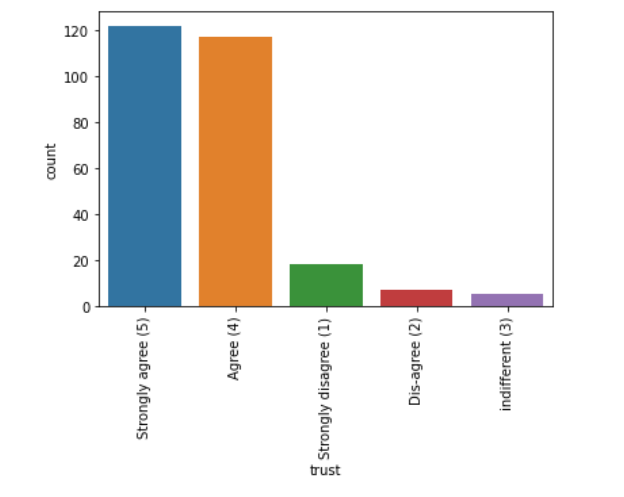 120
100
80
60
40
20
0
count
Strongly agree (5)
Agree (4)
Strongly disagree (1)
Dis-agree (2)
indifferent (3)
trust